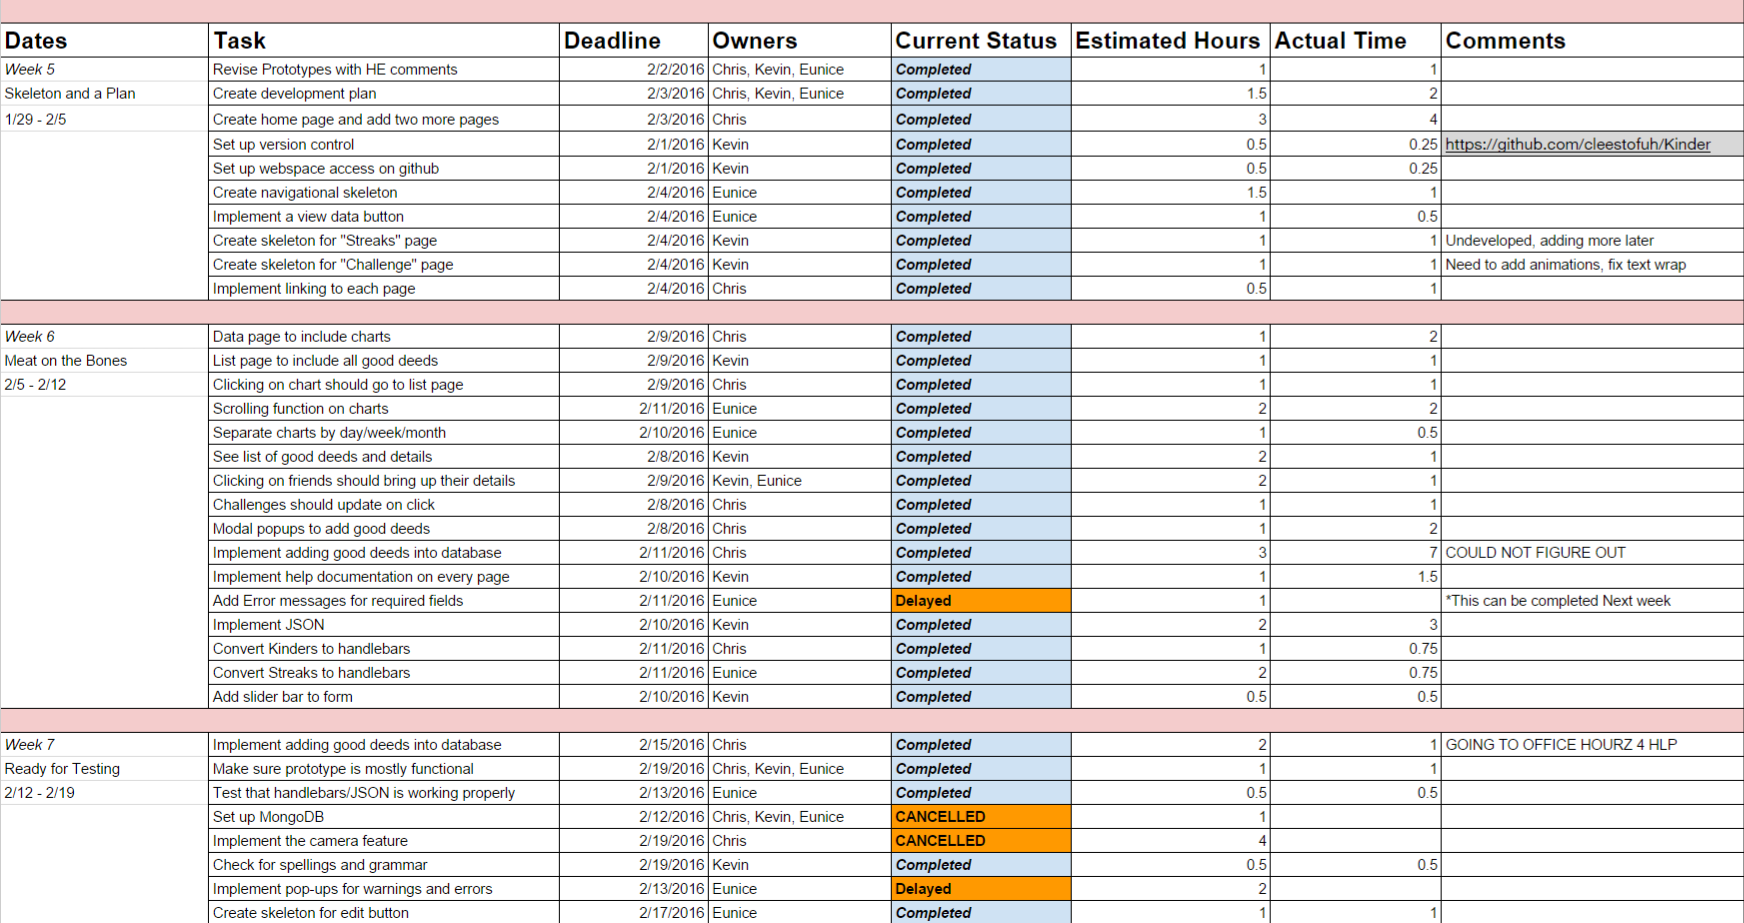 Dates Task Deadline Owners Current Status Estimated Hours Actual Time Comments
Week 5 Revise Prototypes with HE comments 2/2/2016 Chris, Kevin, Eunice Completed 1 1
Skeleton and a Plan Create development plan 2/3/2016 Chris, Kevin, Eunice Completed 1.5 2
1/29 - 2/5 Create home page and add two more pages 2/3/2016 Chris Completed 3 4
Set up version control 2/1/2016 Kevin Completed 0.5 0.25 https://github.com/cleestofuh/Kinder
Set up webspace access on github 2/1/2016 Kevin Completed 0.5 0.25
Create navigational skeleton 2/4/2016 Eunice Completed 1.5 1
Implement a view data button 2/4/2016 Eunice Completed 1 0.5
Create skeleton for "Streaks" page 2/4/2016 Kevin Completed 1 1 Undeveloped, adding more later
Create skeleton for "Challenge" page 2/4/2016 Kevin Completed 1 1 Need to add animations, fix text wrap
Implement linking to each page 2/4/2016 Chris Completed 0.5 1
Week 6 Data page to include charts 2/9/2016 Chris Completed 1 2
Meat on the Bones List page to include all good deeds 2/9/2016 Kevin Completed 1 1
2/5 - 2/12 Clicking on chart should go to list page 2/9/2016 Chris Completed 1 1
Scrolling function on charts 2/11/2016 Eunice Completed 2 2
Separate charts by day/week/month 2/10/2016 Eunice Completed 1 0.5
See list of good deeds and details 2/8/2016 Kevin Completed 2 1
Clicking on friends should bring up their details 2/9/2016 Kevin, Eunice Completed 2 1
Challenges should update on click 2/8/2016 Chris Completed 1 1
Modal popups to add good deeds 2/8/2016 Chris Completed 1 2
Implement adding good deeds into database 2/11/2016 Chris Completed 3 7 COULD NOT FIGURE OUT
Implement help documentation on every page 2/10/2016 Kevin Completed 1 1.5
Add Error messages for required fields 2/11/2016 Eunice Delayed 1 *This can be completed Next week
Implement JSON 2/10/2016 Kevin Completed 2 3
Convert Kinders to handlebars 2/11/2016 Chris Completed 1 0.75
Convert Streaks to handlebars 2/11/2016 Eunice Completed 2 0.75
Add slider bar to form 2/10/2016 Kevin Completed 0.5 0.5
Week 7 Implement adding good deeds into database 2/15/2016 Chris Completed 2 1 GOING TO OFFICE HOURZ 4 HLP
Ready for Testing Make sure prototype is mostly functional 2/19/2016 Chris, Kevin, Eunice Completed 1 1
2/12 - 2/19 Test that handlebars/JSON is working properly 2/13/2016 Eunice Completed 0.5 0.5
Set up MongoDB 2/12/2016 Chris, Kevin, Eunice CANCELLED 1
Implement the camera feature 2/19/2016 Chris CANCELLED 4
Check for spellings and grammar 2/19/2016 Kevin Completed 0.5 0.5
Implement pop-ups for warnings and errors 2/13/2016 Eunice Delayed 2
Create skeleton for edit button 2/17/2016 Eunice Completed 1 1